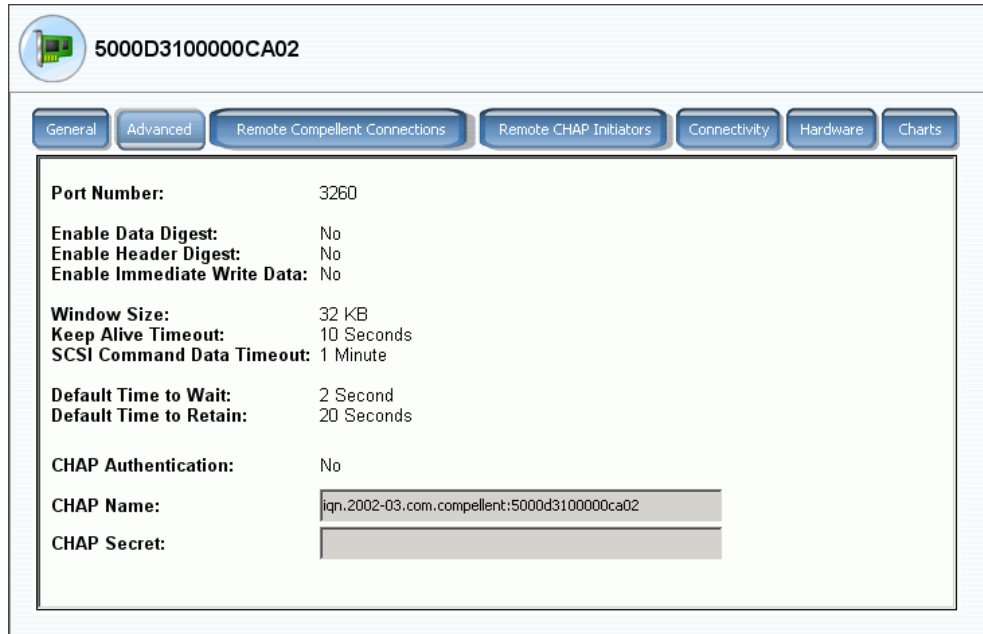 5000D3100000CA02
General Advanced Remote Compellent Connections Remote CHAP Initiators Connectivity Hardware Charts
Port Number: 3260
Enable Data Digest: No
Enable Header Digest: No
Enable Immediate Write Data: No
Window Size: 32 KB
Keep Alive Timeout: 10 Seconds
SCSI Command Data Timeout: 1 Minute
Default Time to Wait: 2 Second
Default Time to Retain: 20 Seconds
CHAP Authentication: No
CHAP Name: iqn.2002-03.com.compellent:5000d3100000ca02
CHAP Secret: